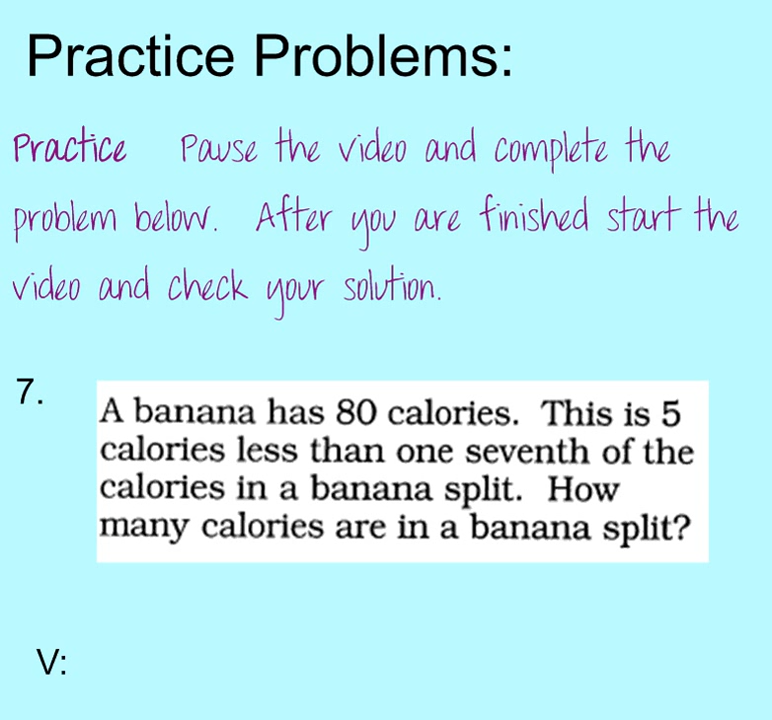 Practice Problems:
Practice Pause the video and complete the
problem below. After you are finished start the
video and check your solution.
7.
A banana has 80 calories. This is 5
calories less than one seventh of the
calories in a banana split. How
many calories are in a banana split?
V: